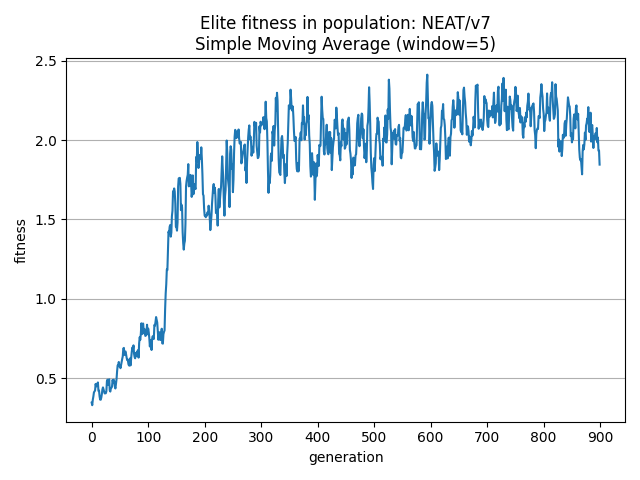 Elite fitness in population: NEAT/v7
Simple Moving Average (window=5)
2.5
2.0
1.5
1.0
0.5
fitness
0 100 200 300 400 500 600 700 800 900
generation